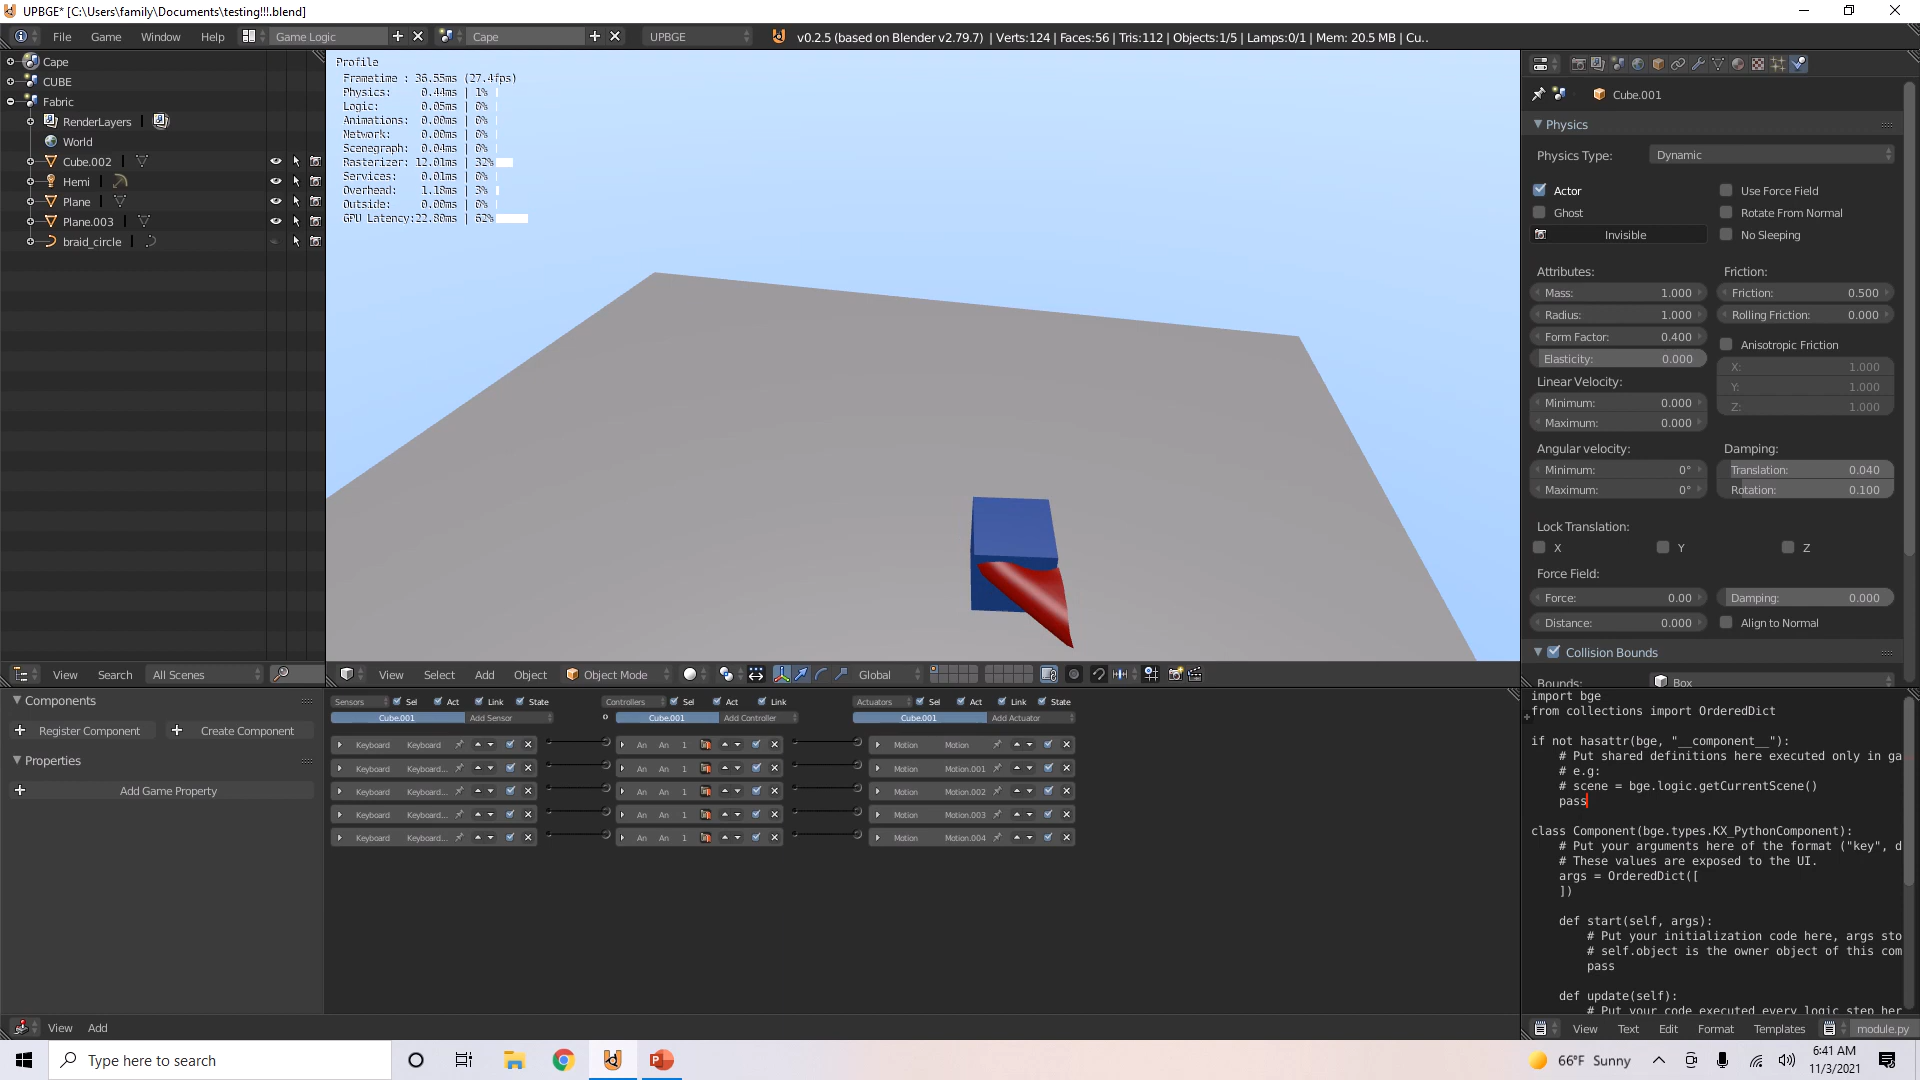 UPBGE* [C:\Users\family\Documents\testing!!!.blend]
File Game Window Help Game Logic Cape UPBGE v0.2.5 (based on Blender v2.79.7) | Verts:124 | Faces:56 | Tris:112 | Objects:1/5 | Lamps:0/1 | Mem: 20.5 MB | Cu..
Cape
CUBE
Fabric
RenderLayers
World
Cube.002
Hemi
Plane
Plane.003
braid_circle
View Search All Scenes
Profile
Frametime : 36.55ms (27.4fps)
Physics: 0.44ms | 1%
Logic: 0.05ms | 0%
Animations: 0.00ms | 0%
Network: 0.00ms | 0%
Scenegraph: 0.04ms | 0%
Rasterizer: 12.01ms | 32%
Services: 0.01ms | 0%
Overhead: 1.18ms | 3%
Outside: 0.00ms | 0%
GPU Latency:22.80ms | 62%
View Select Add Object Object Mode Global
Cube.001
Physics
Physics Type: Dynamic
Actor Use Force Field
Ghost Rotate From Normal
Invisible No Sleeping
Attributes: Friction:
Mass: 1.000 Friction: 0.500
Radius: 1.000 Rolling Friction: 0.000
Form Factor: 0.400 Anisotropic Friction
Elasticity: 0.000 X: 1.000
Linear Velocity: Y: 1.000
Minimum: 0.000 Z: 1.000
Maximum: 0.000
Angular velocity: Damping:
Minimum: 0° Translation: 0.040
Maximum: 0° Rotation: 0.100
Lock Translation:
X Y Z
Force Field:
Force: 0.00 Damping: 0.000
Distance: 0.000 Align to Normal
Collision Bounds
Bounds: Box
Components
Register Component Create Component
Properties
Add Game Property
View Add
Sensors Sel Act Link State Controllers Sel Act Link Actuators Sel Act Link State
Cube.001 Add Sensor Cube.001 Add Controller Cube.001 Add Actuator
Keyboard Keyboard An An 1 Motion Motion
Keyboard Keyboard... An An 1 Motion Motion.001
Keyboard Keyboard... An An 1 Motion Motion.002
Keyboard Keyboard... An An 1 Motion Motion.003
Keyboard Keyboard... An An 1 Motion Motion.004
import bge
from collections import OrderedDict
if not hasattr(bge, "__component__"):
# Put shared definitions here executed only in ga
# e.g:
# scene = bge.logic.getCurrentScene()
pass
class Component(bge.types.KX_PythonComponent):
# Put your arguments here of the format ("key", d
# These values are exposed to the UI.
args = OrderedDict([
])
def start(self, args):
# Put your initialization code here, args sto
# self.object is the owner object of this com
pass
def update(self):
# Put your code executed every logic step her
View Text Edit Format Templates module.py
Type here to search 66°F Sunny 6:41 AM
11/3/2021